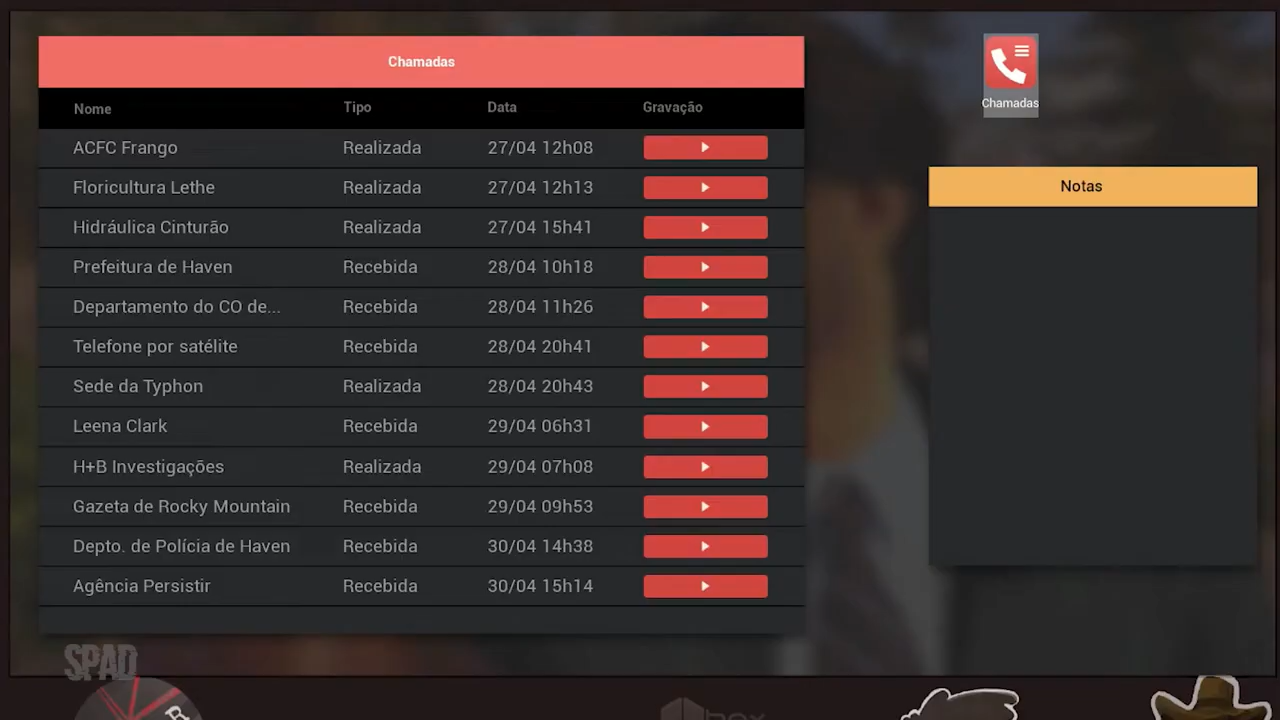 Chamadas
Nome Tipo Data Gravação
ACFC Frango Realizada 27/04 12h08
Floricultura Lethe Realizada 27/04 12h13
Hidráulica Cinturão Realizada 27/04 15h41
Prefeitura de Haven Recebida 28/04 10h18
Departamento do CO de... Recebida 28/04 11h26
Telefone por satélite Recebida 28/04 20h41
Sede da Typhon Realizada 28/04 20h43
Leena Clark Recebida 29/04 06h31
H+B Investigações Realizada 29/04 07h08
Gazeta de Rocky Mountain Recebida 29/04 09h53
Depto. de Polícia de Haven Recebida 30/04 14h38
Agência Persistir Recebida 30/04 15h14
Chamadas
Notas
SPAD